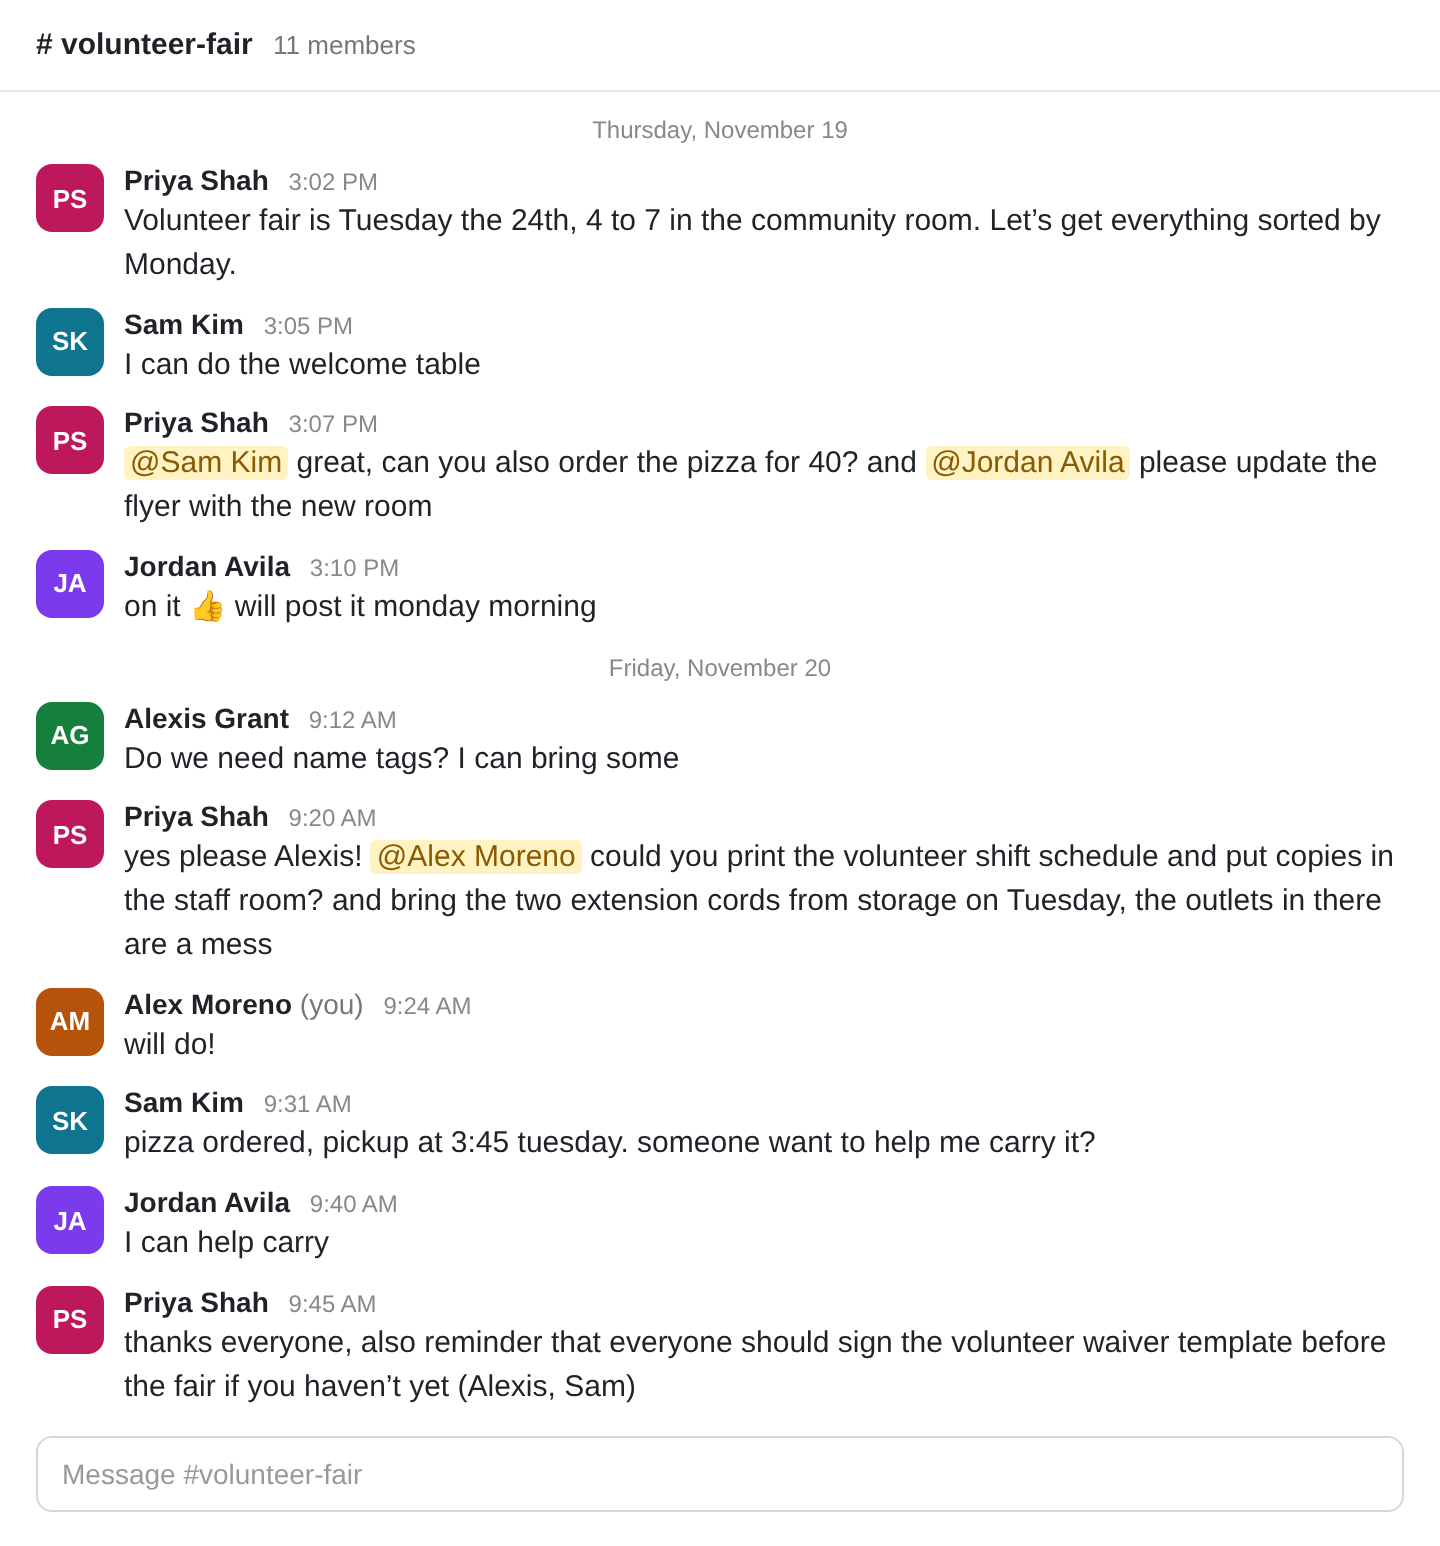 # volunteer-fair 11 members
Thursday, November 19
PS
Priya Shah 3:02 PM
Volunteer fair is Tuesday the 24th, 4 to 7 in the community room. Let’s get everything sorted by
Monday.
SK
Sam Kim 3:05 PM
I can do the welcome table
PS
Priya Shah 3:07 PM
@Sam Kim great, can you also order the pizza for 40? and @Jordan Avila please update the
flyer with the new room
JA
Jordan Avila 3:10 PM
on it 👍 will post it monday morning
Friday, November 20
AG
Alexis Grant 9:12 AM
Do we need name tags? I can bring some
PS
Priya Shah 9:20 AM
yes please Alexis! @Alex Moreno could you print the volunteer shift schedule and put copies in
the staff room? and bring the two extension cords from storage on Tuesday, the outlets in there
are a mess
AM
Alex Moreno (you) 9:24 AM
will do!
SK
Sam Kim 9:31 AM
pizza ordered, pickup at 3:45 tuesday. someone want to help me carry it?
JA
Jordan Avila 9:40 AM
I can help carry
PS
Priya Shah 9:45 AM
thanks everyone, also reminder that everyone should sign the volunteer waiver template before
the fair if you haven’t yet (Alexis, Sam)
Message #volunteer-fair